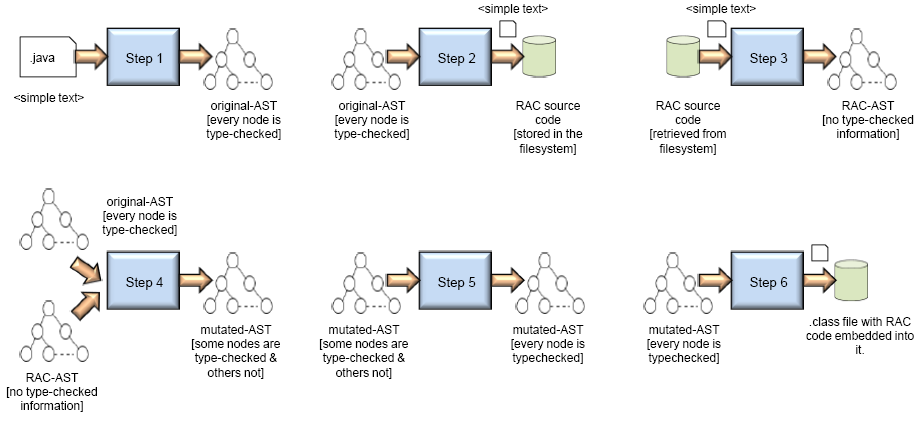 <simple text>
<simple text>
.java
Step 1
Step 2
Step 3
<simple text>
original-AST
[every node is
type-checked]
original-AST
[every node is
type-checked]
RAC source
code
[stored in the
filesystem]
RAC source
code
[retrieved from
filesystem]
RAC-AST
[no type-checked
information]
original-AST
[every node is
type-checked]
Step 4
Step 5
Step 6
RAC-AST
[no type-checked
information]
mutated-AST
[some nodes are
type-checked &
others not]
mutated-AST
[some nodes are
type-checked &
others not]
mutated-AST
[every node is
typechecked]
mutated-AST
[every node is
typechecked]
.class file with RAC
code embedded into
it.